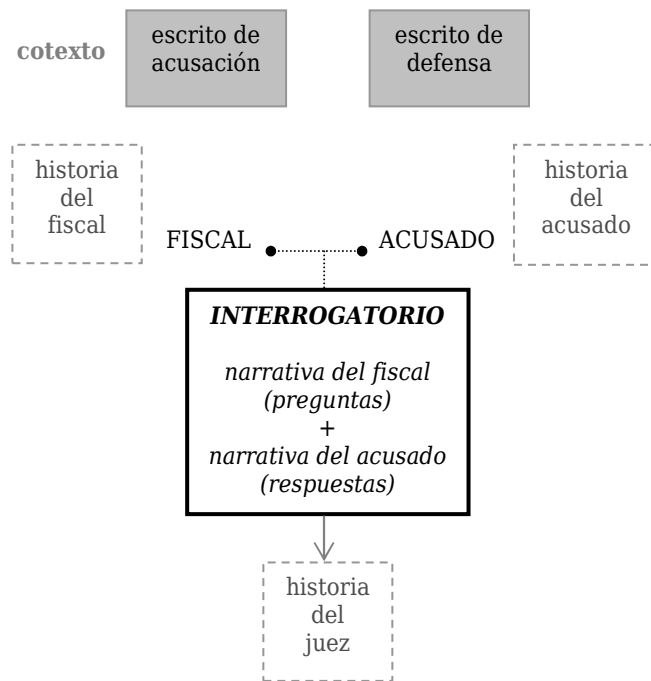 cotexto
escrito de
acusación
escrito de
defensa
historia
del
fiscal
historia
del
acusado
FISCAL
ACUSADO
INTERROGATORIO
narrativa del fiscal
(preguntas)
+
narrativa del acusado
(respuestas)
historia
del
juez